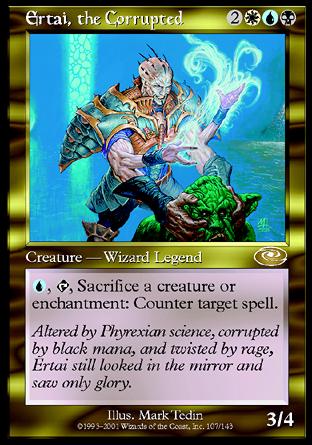 Ertai, the Corrupted 2
Creature — Wizard Legend
, , Sacrifice a creature or
enchantment: Counter target spell.
Altered by Phyrexian science, corrupted
by black mana, and twisted by rage,
Ertai still looked in the mirror and
saw only glory.
Illus. Mark Tedin
3/4
©1993–2001 Wizards of the Coast, Inc. 107/143